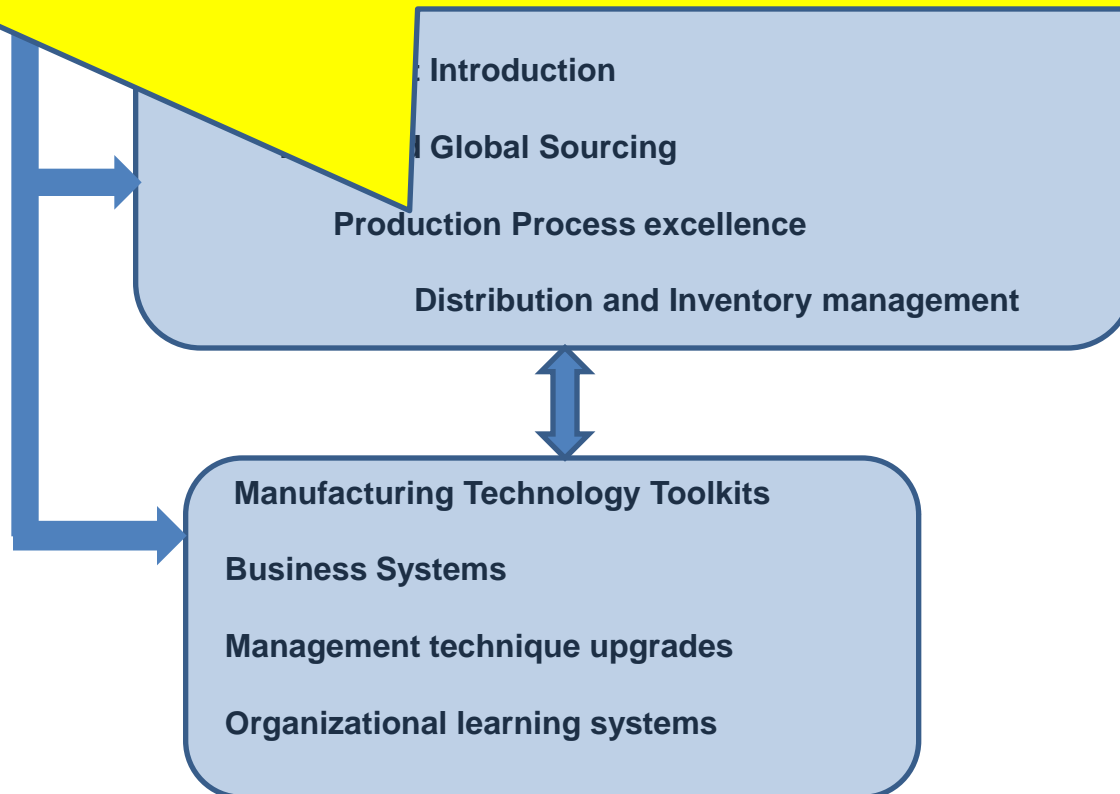 Introduction
Global Sourcing
Production Process excellence
Distribution and Inventory management
Manufacturing Technology Toolkits
Business Systems
Management technique upgrades
Organizational learning systems